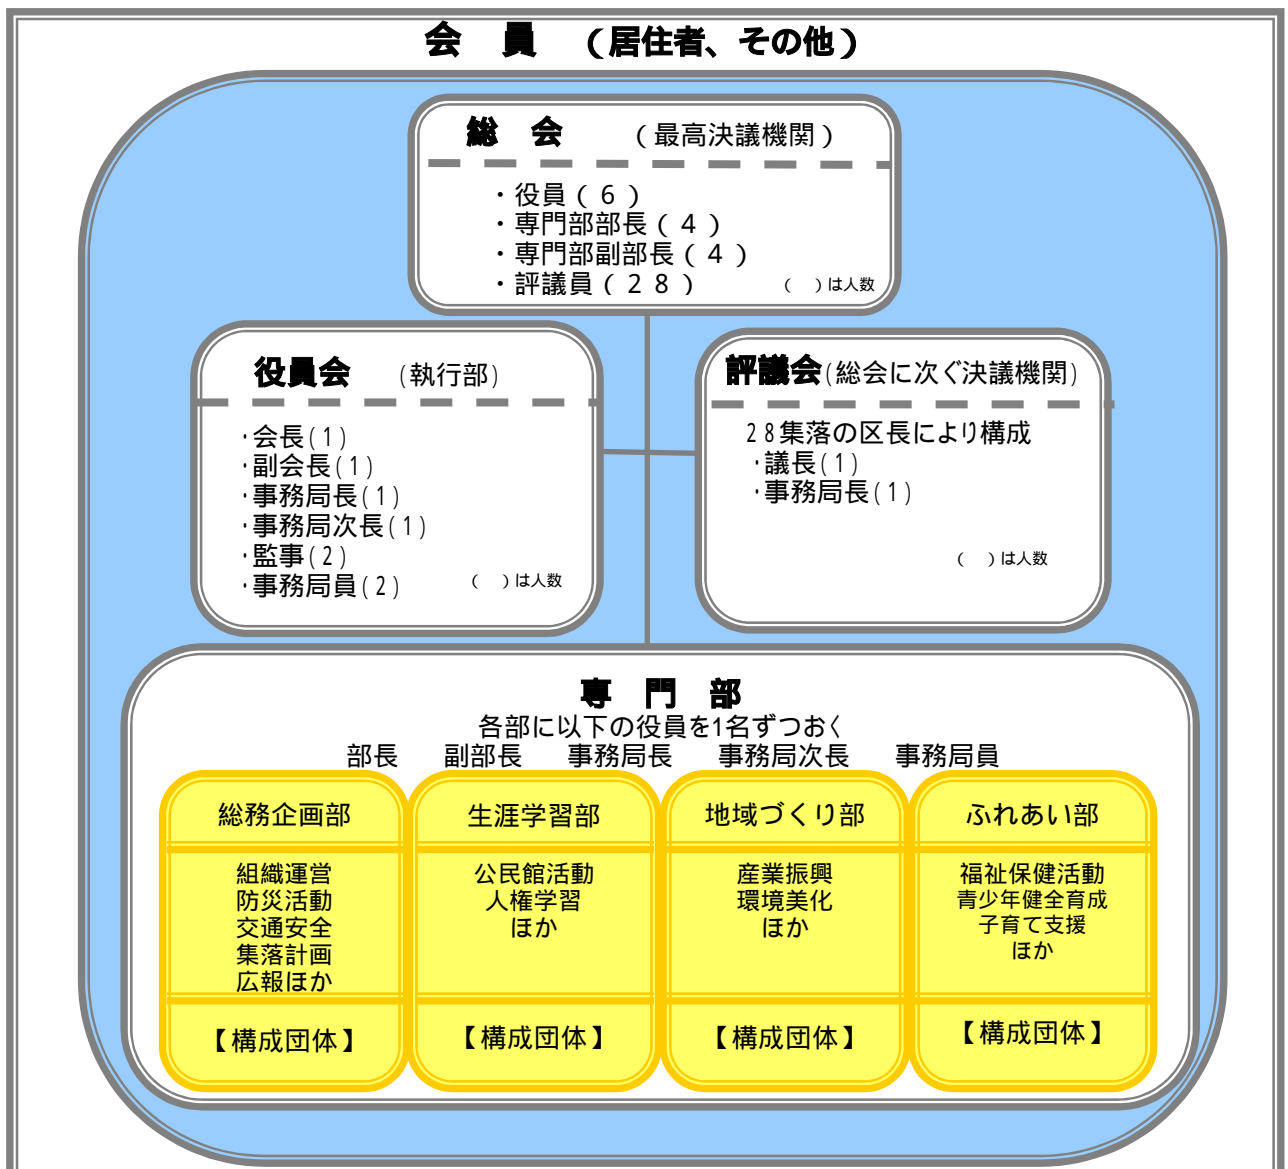 会　員　（居住者、その他）
総　会　（最高決議機関）
・役員（６）
・専門部部長（４）
・専門部副部長（４）
・評議員（２８）　（　）は人数
役員会　(執行部)
・会長(1)
・副会長(1)
・事務局長(1)
・事務局次長(1)
・監事(2)
・事務局員(2)　（　）は人数
評議会(総会に次ぐ決議機関)
28集落の区長により構成
・議長(1)
・事務局長(1)
（　）は人数
専　門　部
各部に以下の役員を1名ずつおく
部長　副部長　事務局長　事務局次長　事務局員
総務企画部
組織運営
防災活動
交通安全
集落計画
広報ほか
【構成団体】
生涯学習部
公民館活動
人権学習
ほか
【構成団体】
地域づくり部
産業振興
環境美化
ほか
【構成団体】
ふれあい部
福祉保健活動
青少年健全育成
子育て支援
ほか
【構成団体】